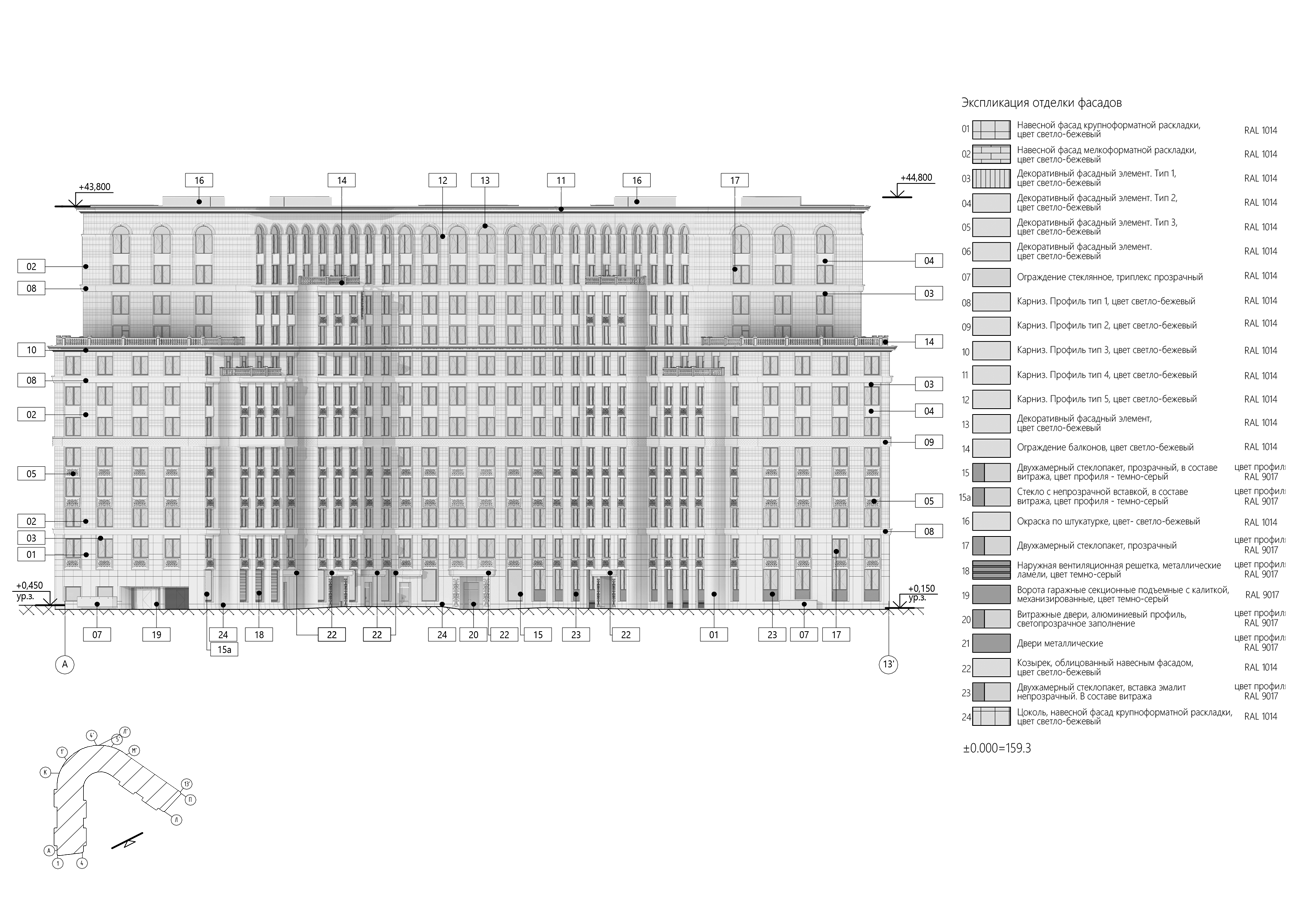 Экспликация отделки фасадов
01 Навесной фасад крупноформатной раскладки,
цвет светло-бежевый RAL 1014
02 Навесной фасад мелкоформатной раскладки,
цвет светло-бежевый RAL 1014
03 Декоративный фасадный элемент. Тип 1,
цвет светло-бежевый RAL 1014
04 Декоративный фасадный элемент. Тип 2,
цвет светло-бежевый RAL 1014
05 Декоративный фасадный элемент. Тип 3,
цвет светло-бежевый RAL 1014
06 Декоративный фасадный элемент.
цвет светло-бежевый RAL 1014
07 Ограждение стеклянное, триплекс прозрачный RAL 1014
08 Карниз. Профиль тип 1, цвет светло-бежевый RAL 1014
09 Карниз. Профиль тип 2, цвет светло-бежевый RAL 1014
10 Карниз. Профиль тип 3, цвет светло-бежевый RAL 1014
11 Карниз. Профиль тип 4, цвет светло-бежевый RAL 1014
12 Карниз. Профиль тип 5, цвет светло-бежевый RAL 1014
13 Декоративный фасадный элемент,
цвет светло-бежевый RAL 1014
14 Ограждение балконов, цвет светло-бежевый RAL 1014
15 Двухкамерный стеклопакет, прозрачный, в составе цвет профил
витража, цвет профиля - темно-серый RAL 9017
15а Стекло с непрозрачной вставкой, в составе цвет профил
витража, цвет профиля - темно-серый RAL 9017
16 Окраска по штукатурке, цвет- светло-бежевый RAL 1014
17 Двухкамерный стеклопакет, прозрачный цвет профил
RAL 9017
18 Наружная вентиляционная решетка, металлические цвет профил
ламели, цвет темно-серый RAL 9017
19 Ворота гаражные секционные подъемные с калиткой,
механизированные, цвет темно-серый RAL 9017
20 Витражные двери, алюминиевый профиль, цвет профил
светопрозрачное заполнение RAL 9017
21 Двери металлические цвет профил
RAL 9017
22 Козырек, облицованный навесным фасадом,
цвет светло-бежевый RAL 1014
23 Двухкамерный стеклопакет, вставка эмалит цвет профил
непрозрачный. В составе витража RAL 9017
24 Цоколь, навесной фасад крупноформатной раскладки,
цвет светло-бежевый RAL 1014
±0.000=159.3
16 14 12 13 11 16 17
+43,800
+44,800
02
04
08
03
10
14
08
03
02
04
09
05
05
02
08
03
01
+0,450
ур.з.
+0,150
ур.з.
07 19 24 18 22 22 24 20 22 15 23 22 01 23 07 17
15а
А
13'
4'
Л'
5
1'
М'
К
13'
П
Л
А
1
4